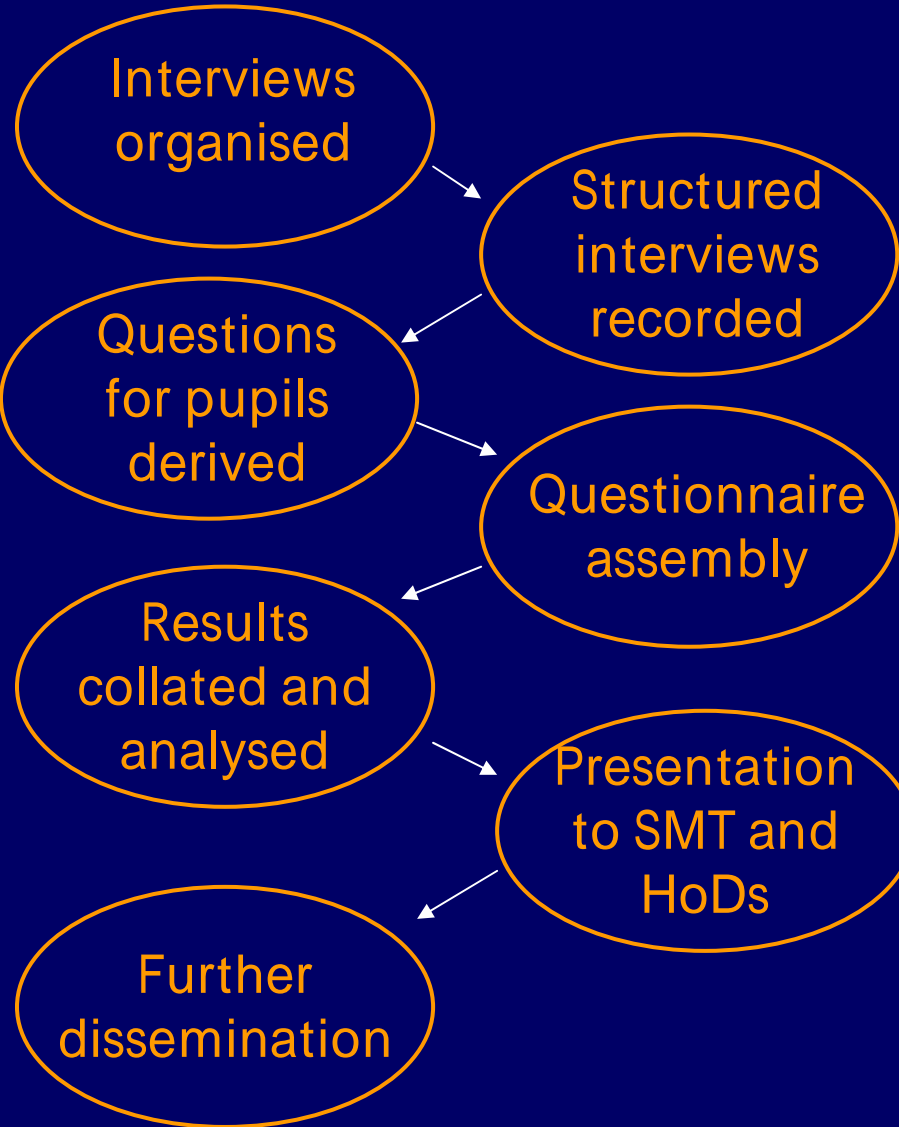 Interviews
organised
Structured
interviews
recorded
Questions
for pupils
derived
Questionnaire
assembly
Results
collated and
analysed
Presentation
to SMT and
HoDs
Further
dissemination